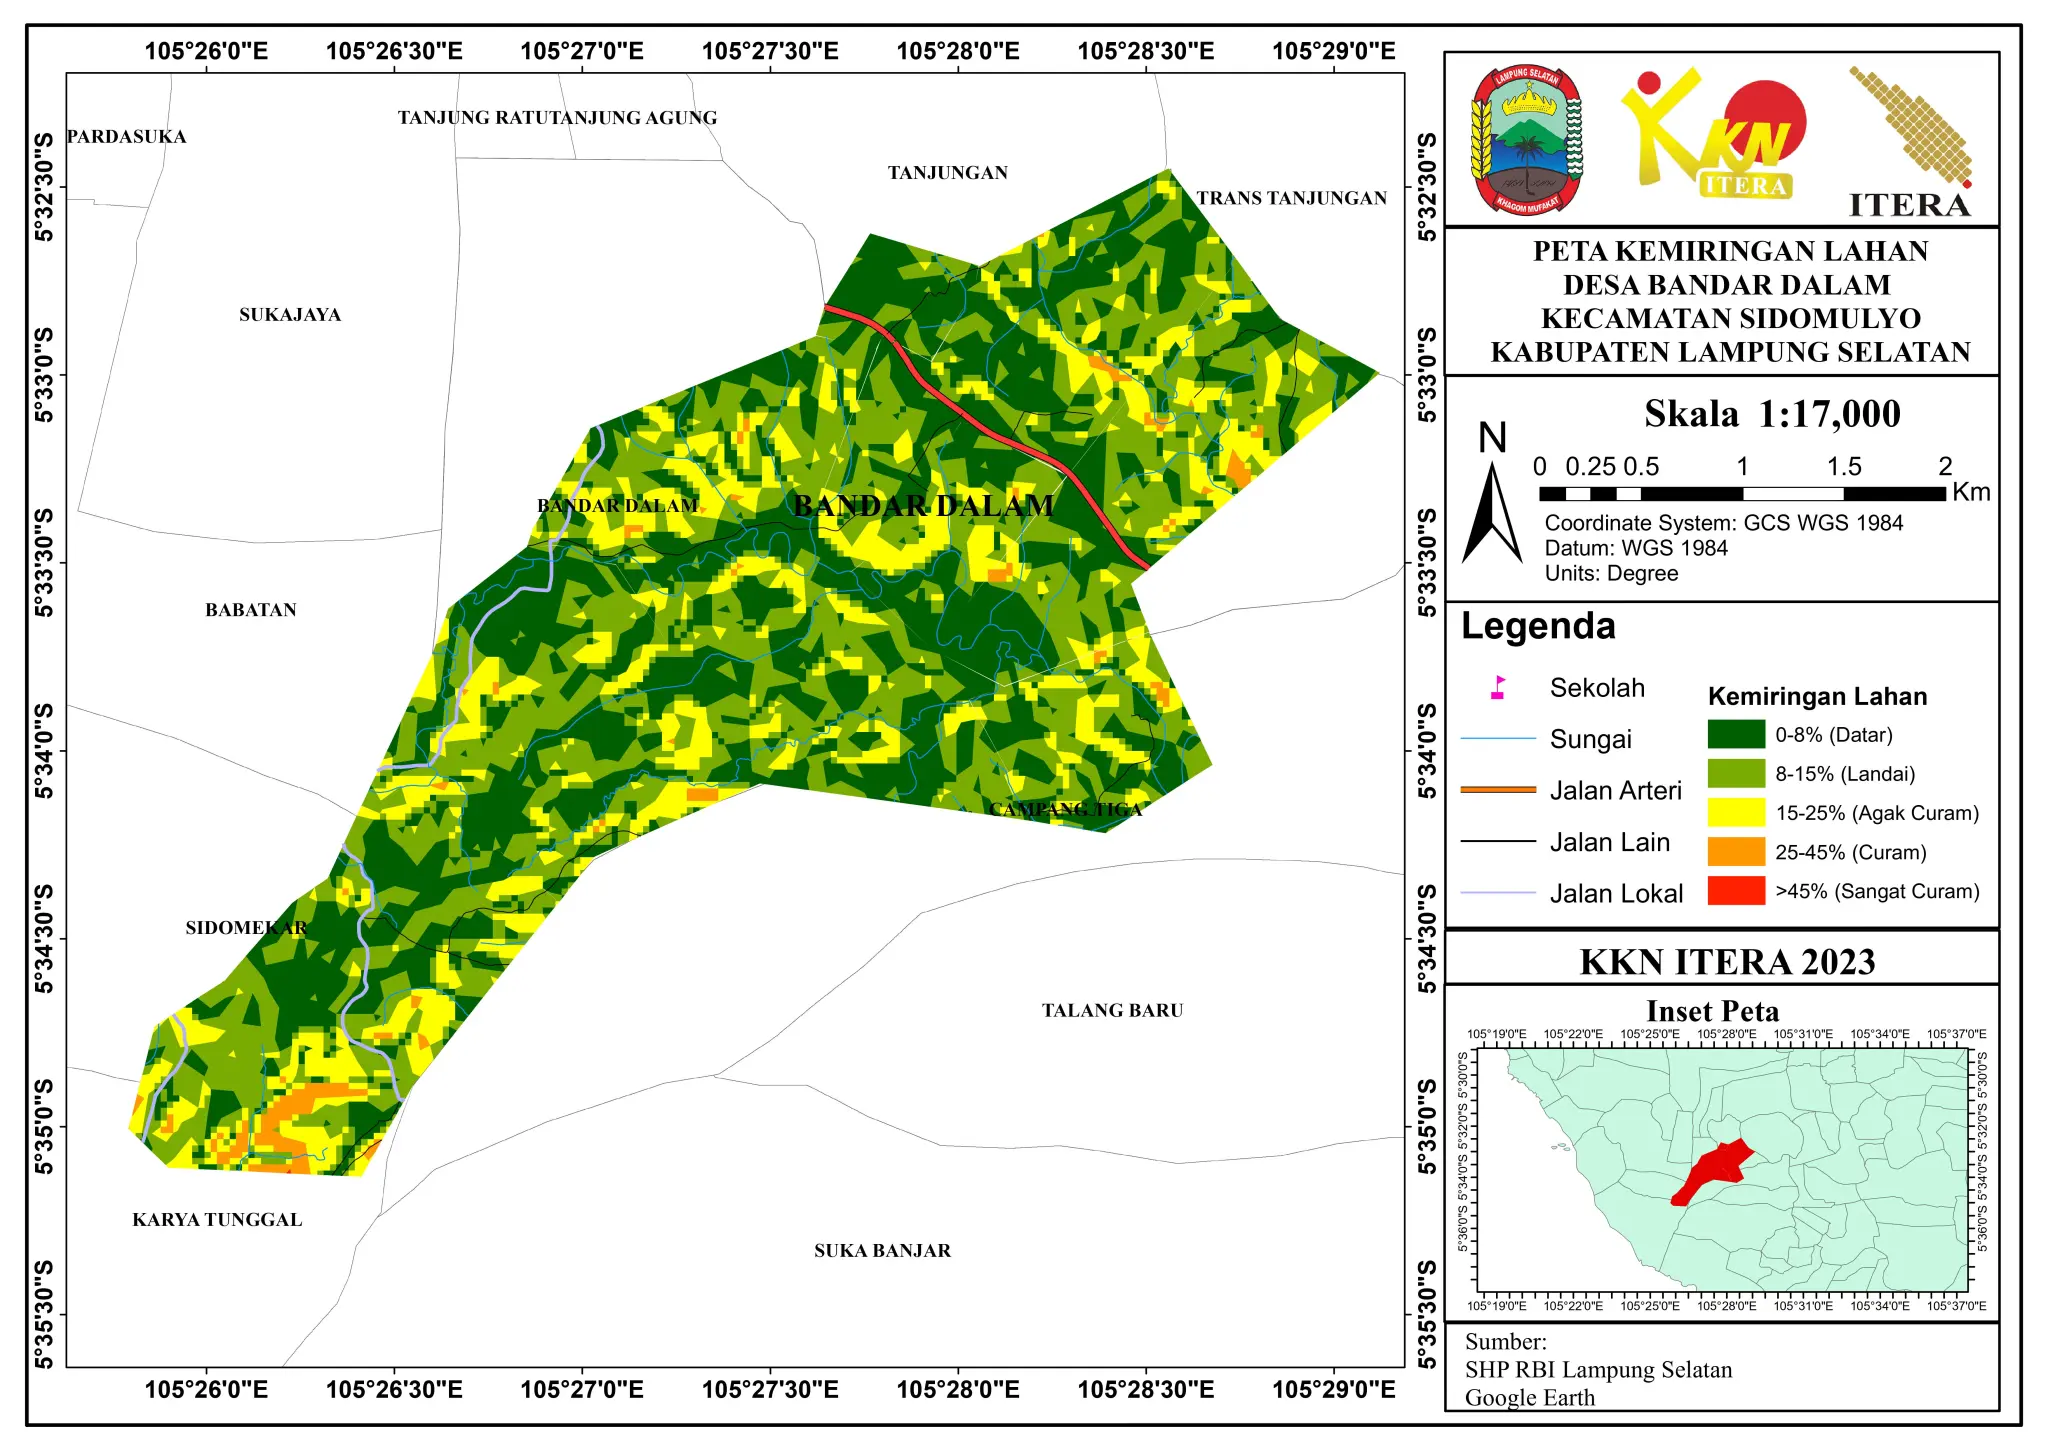 105°26'0"E 105°26'30"E 105°27'0"E 105°27'30"E 105°28'0"E 105°28'30"E 105°29'0"E
5°32'30"S
5°33'0"S
5°33'30"S
5°34'0"S
5°34'30"S
5°35'0"S
5°35'30"S
PARDASUKA
TANJUNG RATU
TANJUNG AGUNG
TANJUNGAN
TRANS TANJUNGAN
SUKAJAYA
BANDAR DALAM
BANDAR DALAM
BABATAN
CAMPANG TIGA
SIDOMEKAR
TALANG BARU
KARYA TUNGGAL
SUKA BANJAR
5°32'30"S
5°33'0"S
5°33'30"S
5°34'0"S
5°34'30"S
5°35'0"S
5°35'30"S
105°26'0"E 105°26'30"E 105°27'0"E 105°27'30"E 105°28'0"E 105°28'30"E 105°29'0"E
LAMPUNG SELATAN
KHAGOM MUFAKAT
KKN
ITERA
ITERA
PETA KEMIRINGAN LAHAN
DESA BANDAR DALAM
KECAMATAN SIDOMULYO
KABUPATEN LAMPUNG SELATAN
Skala 1:17,000
N
0 0.25 0.5 1 1.5 2
Km
Coordinate System: GCS WGS 1984
Datum: WGS 1984
Units: Degree
Legenda
Sekolah
Sungai
Jalan Arteri
Jalan Lain
Jalan Lokal
Kemiringan Lahan
0-8% (Datar)
8-15% (Landai)
15-25% (Agak Curam)
25-45% (Curam)
>45% (Sangat Curam)
KKN ITERA 2023
Inset Peta
105°19'0"E 105°22'0"E 105°25'0"E 105°28'0"E 105°31'0"E 105°34'0"E 105°37'0"E
5°30'0"S
5°32'0"S
5°34'0"S
5°36'0"S
5°30'0"S
5°32'0"S
5°34'0"S
5°36'0"S
105°19'0"E 105°22'0"E 105°25'0"E 105°28'0"E 105°31'0"E 105°34'0"E 105°37'0"E
Sumber:
SHP RBI Lampung Selatan
Google Earth